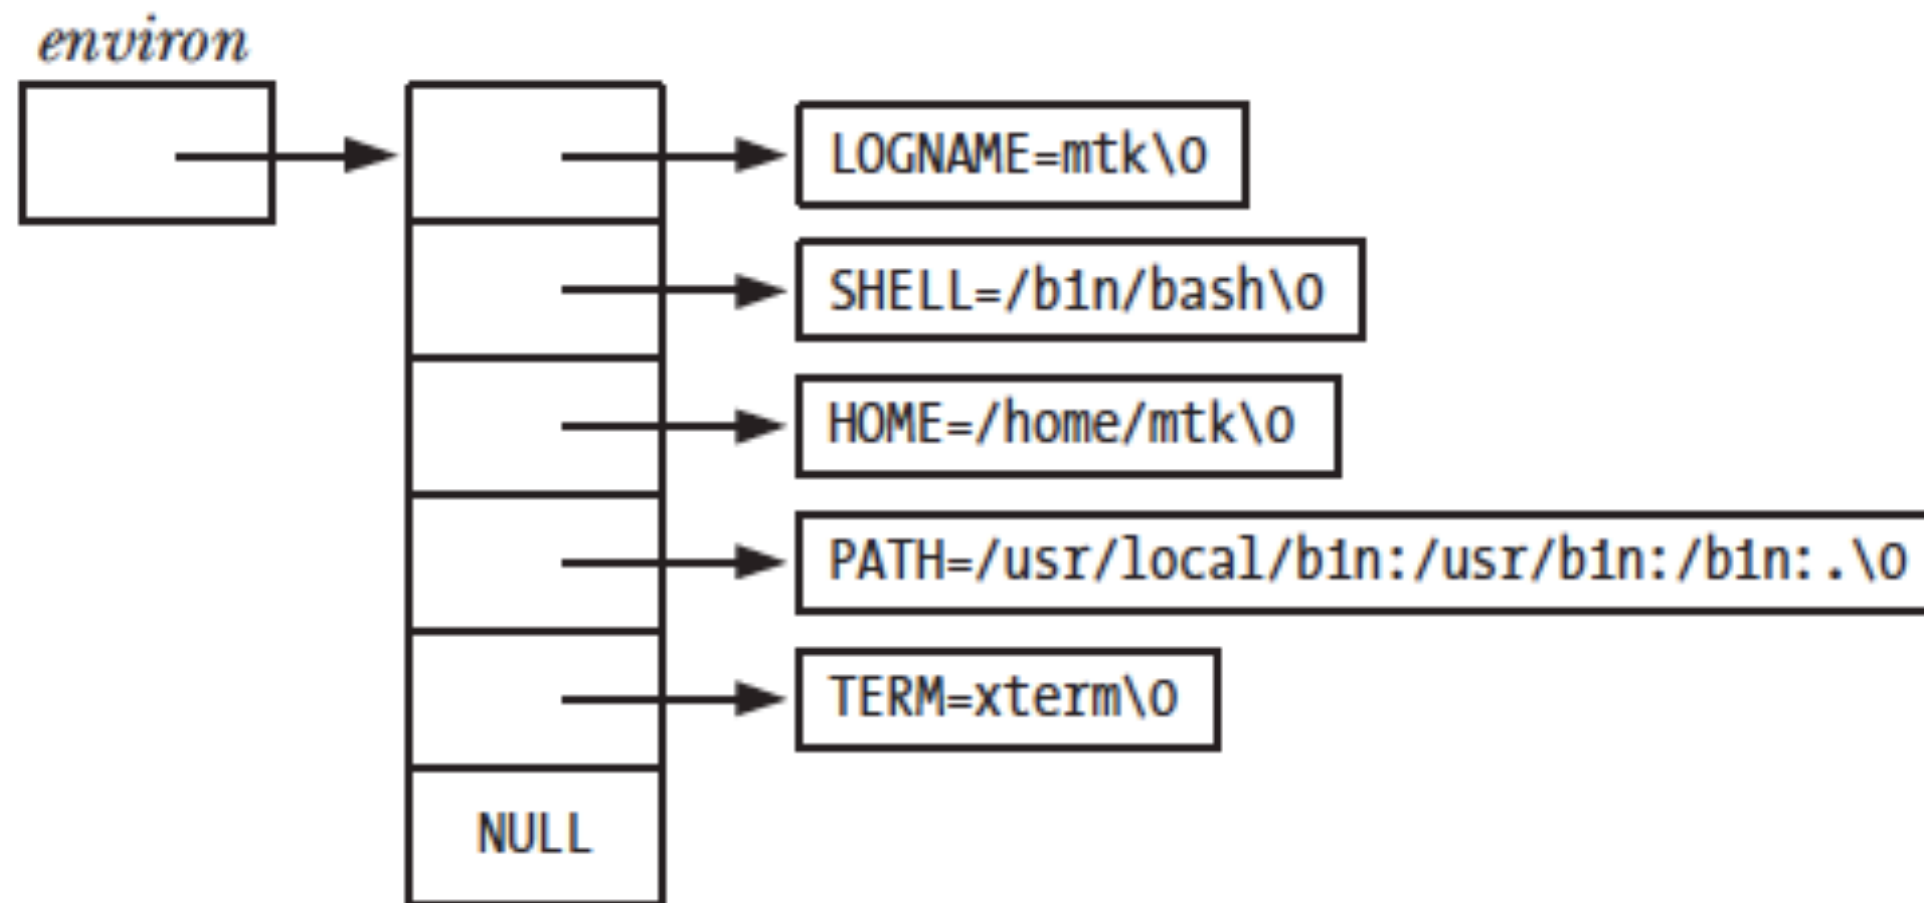 environ
LOGNAME=mtk\0
SHELL=/bin/bash\0
HOME=/home/mtk\0
PATH=/usr/local/bin:/usr/bin:/bin:.\0
TERM=xterm\0
NULL